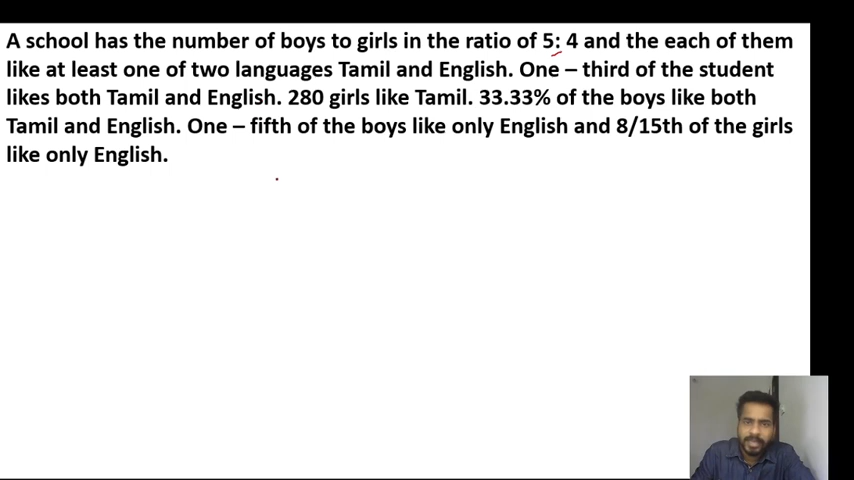 A school has the number of boys to girls in the ratio of 5: 4 and the each of them
like at least one of two languages Tamil and English. One – third of the student
likes both Tamil and English. 280 girls like Tamil. 33.33% of the boys like both
Tamil and English. One – fifth of the boys like only English and 8/15th of the girls
like only English.